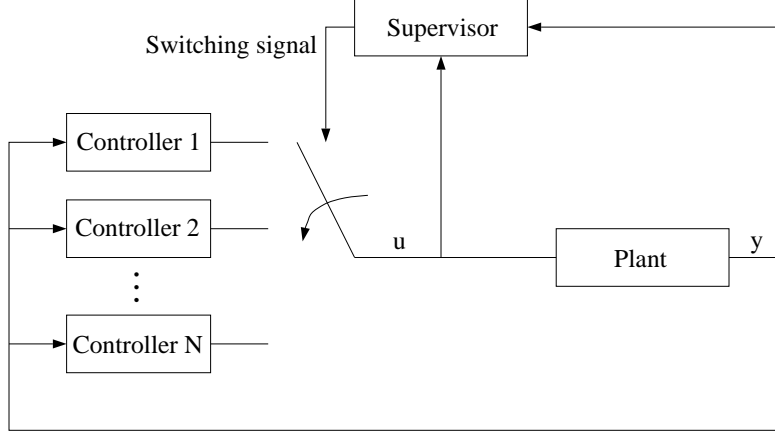 Supervisor
Switching signal
Controller 1
Controller 2
u
Plant
y
Controller N